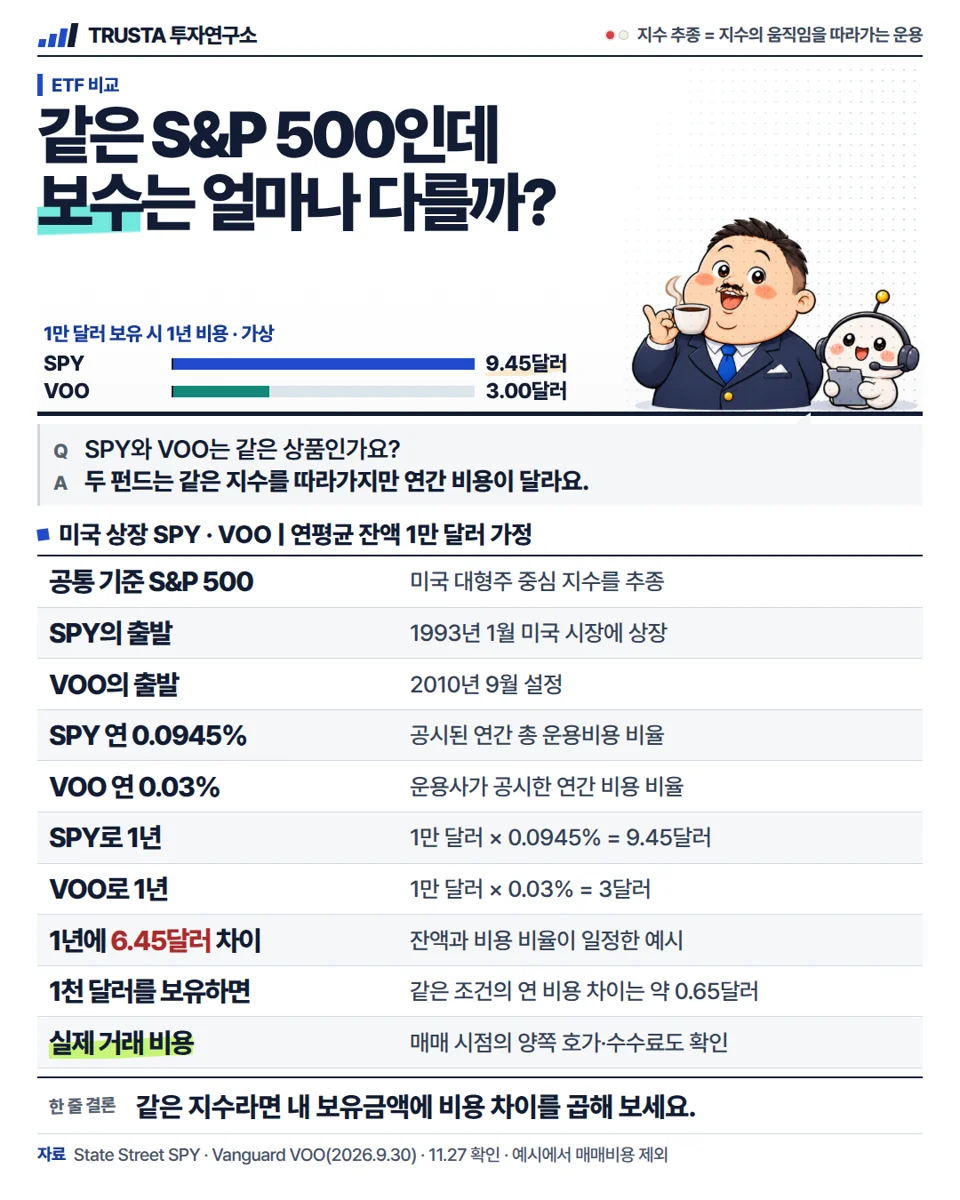 TRUSTA 투자연구소
지수 추종 = 지수의 움직임을 따라가는 운용
ETF 비교
같은 S&P 500인데
보수는 얼마나 다를까?
1만 달러 보유 시 1년 비용 · 가상
SPY 9.45달러
VOO 3.00달러
Q SPY와 VOO는 같은 상품인가요?
A 두 펀드는 같은 지수를 따라가지만 연간 비용이 달라요.
미국 상장 SPY · VOO | 연평균 잔액 1만 달러 가정
공통 기준 S&P 500 미국 대형주 중심 지수를 추종
SPY의 출발 1993년 1월 미국 시장에 상장
VOO의 출발 2010년 9월 설정
SPY 연 0.0945% 공시된 연간 총 운용비용 비율
VOO 연 0.03% 운용사가 공시한 연간 비용 비율
SPY로 1년 1만 달러 × 0.0945% = 9.45달러
VOO로 1년 1만 달러 × 0.03% = 3달러
1년에 6.45달러 차이 잔액과 비용 비율이 일정한 예시
1천 달러를 보유하면 같은 조건의 연 비용 차이는 약 0.65달러
실제 거래 비용 매매 시점의 양쪽 호가·수수료도 확인
한 줄 결론 같은 지수라면 내 보유금액에 비용 차이를 곱해 보세요.
자료 State Street SPY · Vanguard VOO(2026.9.30) · 11.27 확인 · 예시에서 매매비용 제외